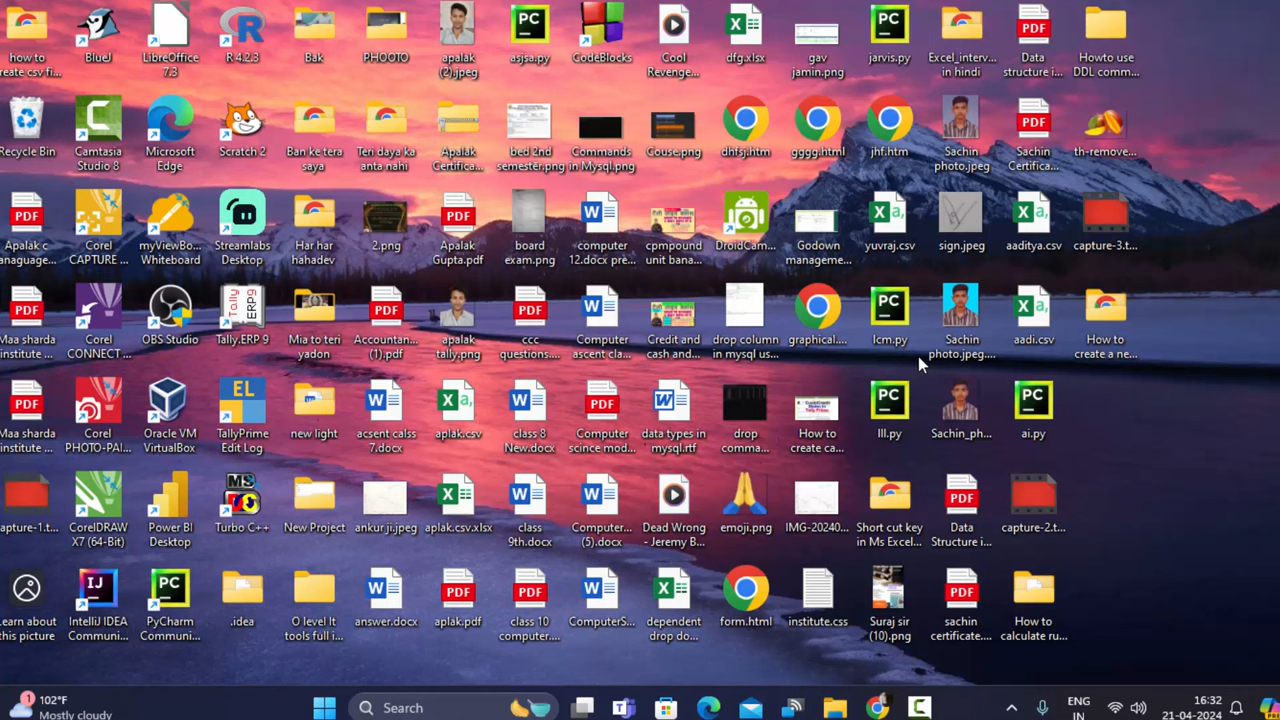 how to
create csv fi...
BlueJ
LibreOffice
7.3
R 4.2.3
Bak
PHOOTO
apalak
(2).jpeg
asjsa.py
CodeBlocks
Cool
Revenge...
dfg.xlsx
gav
jamin.png
jarvis.py
Excel_interv...
in hindi
Data
structure i...
Howto use
DDL comm...
Recycle Bin
Camtasia
Studio 8
Microsoft
Edge
Scratch 2
Ban ke tera
saya
Teri daya ka
anta nahi
Apalak
Certifica...
bed 2nd
semester.png
Commands
in Mysql.png
Couse.png
dhfsj.htm
gggg.html
jhf.htm
Sachin
photo.jpeg
Sachin
Certifica...
th-remove...
Apalak c
anaguage...
Corel
CAPTURE ...
myViewBo...
Whiteboard
Streamlabs
Desktop
Har har
hahadev
2.png
Apalak
Gupta.pdf
board
exam.png
computer
12.docx pre...
cpmpound
unit bana...
DroidCam...
Godown
manageme...
yuvraj.csv
sign.jpeg
aaditya.csv
capture-3.t...
Maa sharda
institute ...
Corel
CONNECT ...
OBS Studio
Tally.ERP 9
Mia to teri
yadon
Accountan...
(1).pdf
apalak
tally.png
ccc
questions....
Computer
ascent cla...
Credit and
cash and...
drop column
in mysql us...
graphical....
lcm.py
Sachin
photo.jpeg....
aadi.csv
How to
create a ne...
Maa sharda
institute ...
Corel
PHOTO-PAI...
Oracle VM
VirtualBox
TallyPrime
Edit Log
new light
acsent calss
7.docx
aplak.csv
class 8
New.docx
Computer
scince mod...
data types in
mysql.rtf
drop
comma...
How to
create ca...
lll.py
Sachin_ph...
ai.py
apture-1.t...
CorelDRAW
X7 (64-Bit)
Power BI
Desktop
Turbo C++
New Project
ankur ji.jpeg
aplak.csv.xlsx
class
9th.docx
Computer...
(5).docx
Dead Wrong
- Jeremy B...
emoji.png
IMG-20240...
Short cut key
in Ms Excel...
Data
Structure i...
capture-2.t...
Learn about
this picture
IntelliJ IDEA
Communi...
PyCharm
Communi...
.idea
O level It
tools full i...
answer.docx
aplak.pdf
class 10
computer....
ComputerS...
dependent
drop do...
form.html
institute.css
Suraj sir
(10).png
sachin
certificate....
How to
calculate ru...
1
102°F
Mostly cloudy
Search
ENG
IN
16:32
21-04-2024